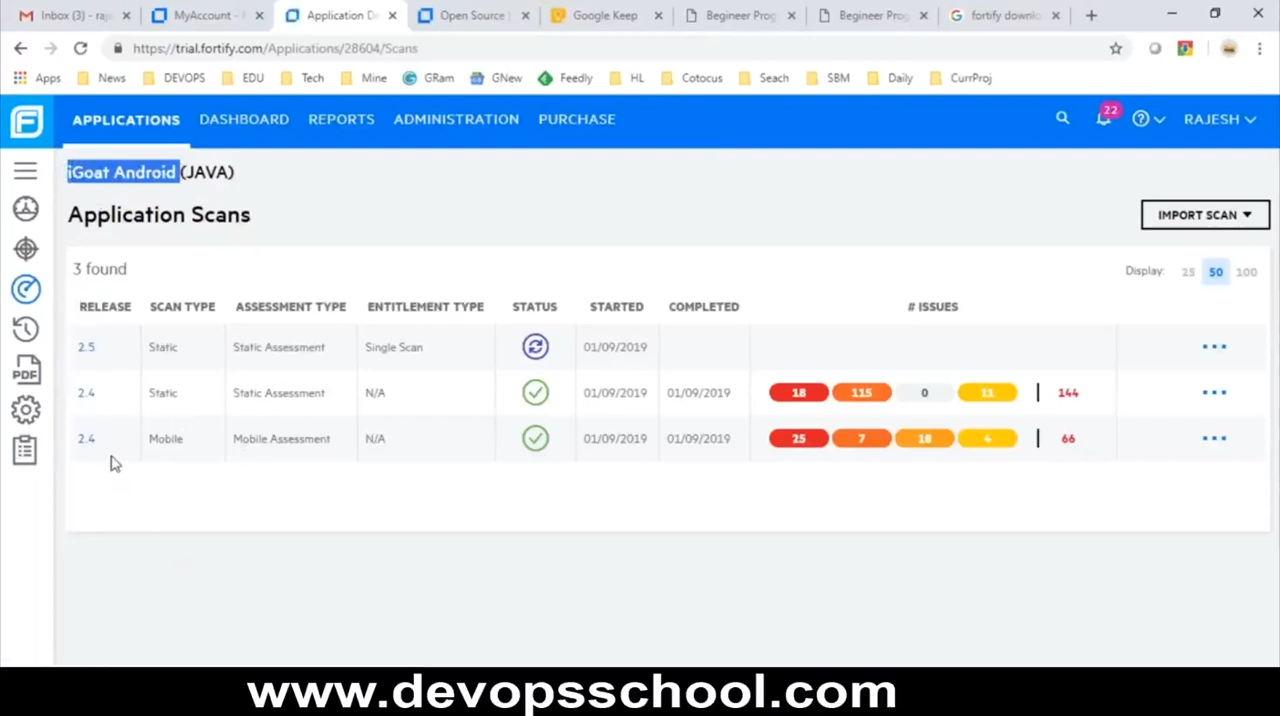 Inbox (3) - raj
MyAccount - F
Application De
Open Source
Google Keep
Begineer Prog
Begineer Prog
fortify downlo
https://trial.fortify.com/Applications/28604/Scans
Apps News DEVOPS EDU Tech Mine GRam GNew Feedly HL Cotocus Seach SBM Daily CurrProj
APPLICATIONS DASHBOARD REPORTS ADMINISTRATION PURCHASE 22 RAJESH
iGoat Android (JAVA)
Application Scans
IMPORT SCAN
3 found
Display: 25 50 100
RELEASE SCAN TYPE ASSESSMENT TYPE ENTITLEMENT TYPE STATUS STARTED COMPLETED # ISSUES
2.5 Static Static Assessment Single Scan 01/09/2019
2.4 Static Static Assessment N/A 01/09/2019 01/09/2019 18 115 0 11 144
2.4 Mobile Mobile Assessment N/A 01/09/2019 01/09/2019 25 7 18 4 66
PDF
www.devopsschool.com